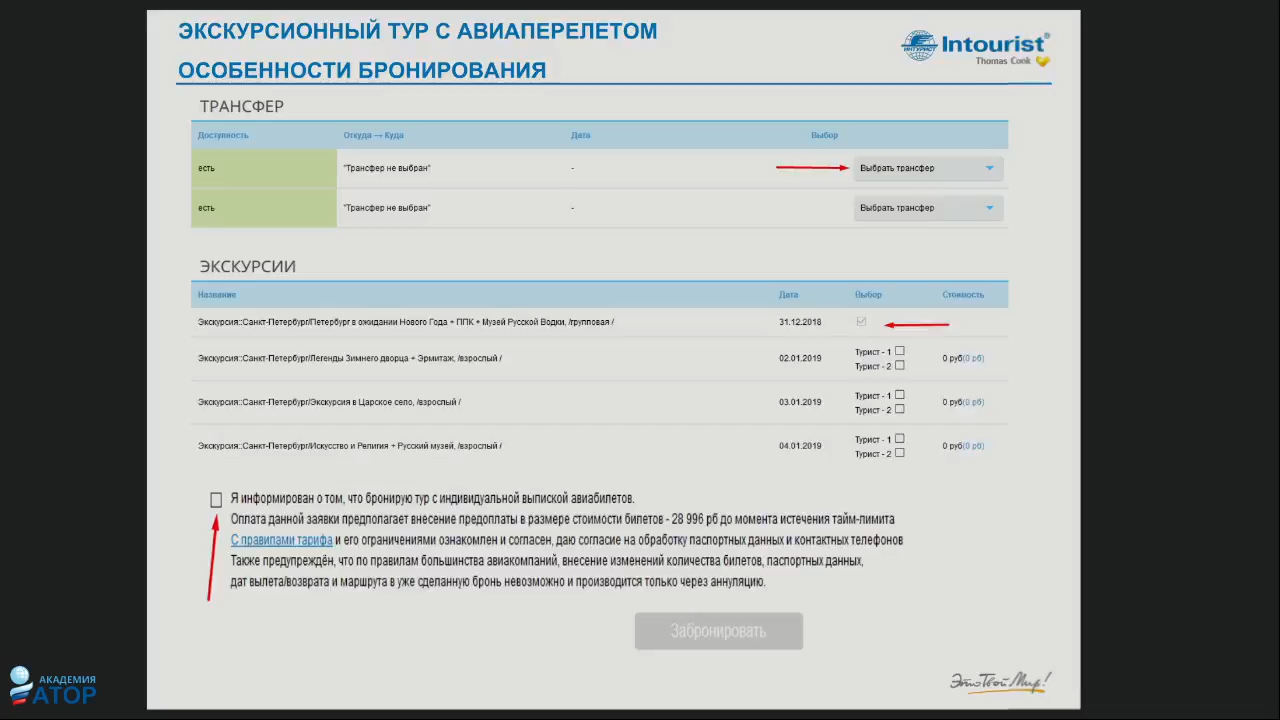 ЭКСКУРСИОННЫЙ ТУР С АВИАПЕРЕЛЕТОМ
ОСОБЕННОСТИ БРОНИРОВАНИЯ
ИНТУРИСТ
Intourist®
Thomas Cook
ТРАНСФЕР
Доступность Откуда → Куда Дата Выбор
есть "Трансфер не выбран" - Выбрать трансфер
есть "Трансфер не выбран" - Выбрать трансфер
ЭКСКУРСИИ
Название Дата Выбор Стоимость
Экскурсия::Санкт-Петербург/Петербург в ожидании Нового Года + ППК + Музей Русской Водки, /групповая / 31.12.2018
Экскурсия::Санкт-Петербург/Легенды Зимнего дворца + Эрмитаж, /взрослый / 02.01.2019 Турист - 1 0 руб(0 рб)
Турист - 2
Экскурсия::Санкт-Петербург/Экскурсия в Царское село, /взрослый / 03.01.2019 Турист - 1 0 руб(0 рб)
Турист - 2
Экскурсия::Санкт-Петербург/Искусство и Религия + Русский музей, /взрослый / 04.01.2019 Турист - 1 0 руб(0 рб)
Турист - 2
Я информирован о том, что бронирую тур с индивидуальной выпиской авиабилетов.
Оплата данной заявки предполагает внесение предоплаты в размере стоимости билетов - 28 996 рб до момента истечения тайм-лимита
С правилами тарифа и его ограничениями ознакомлен и согласен, даю согласие на обработку паспортных данных и контактных телефонов
Также предупреждён, что по правилам большинства авиакомпаний, внесение изменений количества билетов, паспортных данных,
дат вылета/возврата и маршрута в уже сделанную бронь невозможно и производится только через аннуляцию.
Забронировать
Это Твой Мир!
АКАДЕМИЯ
АТОР